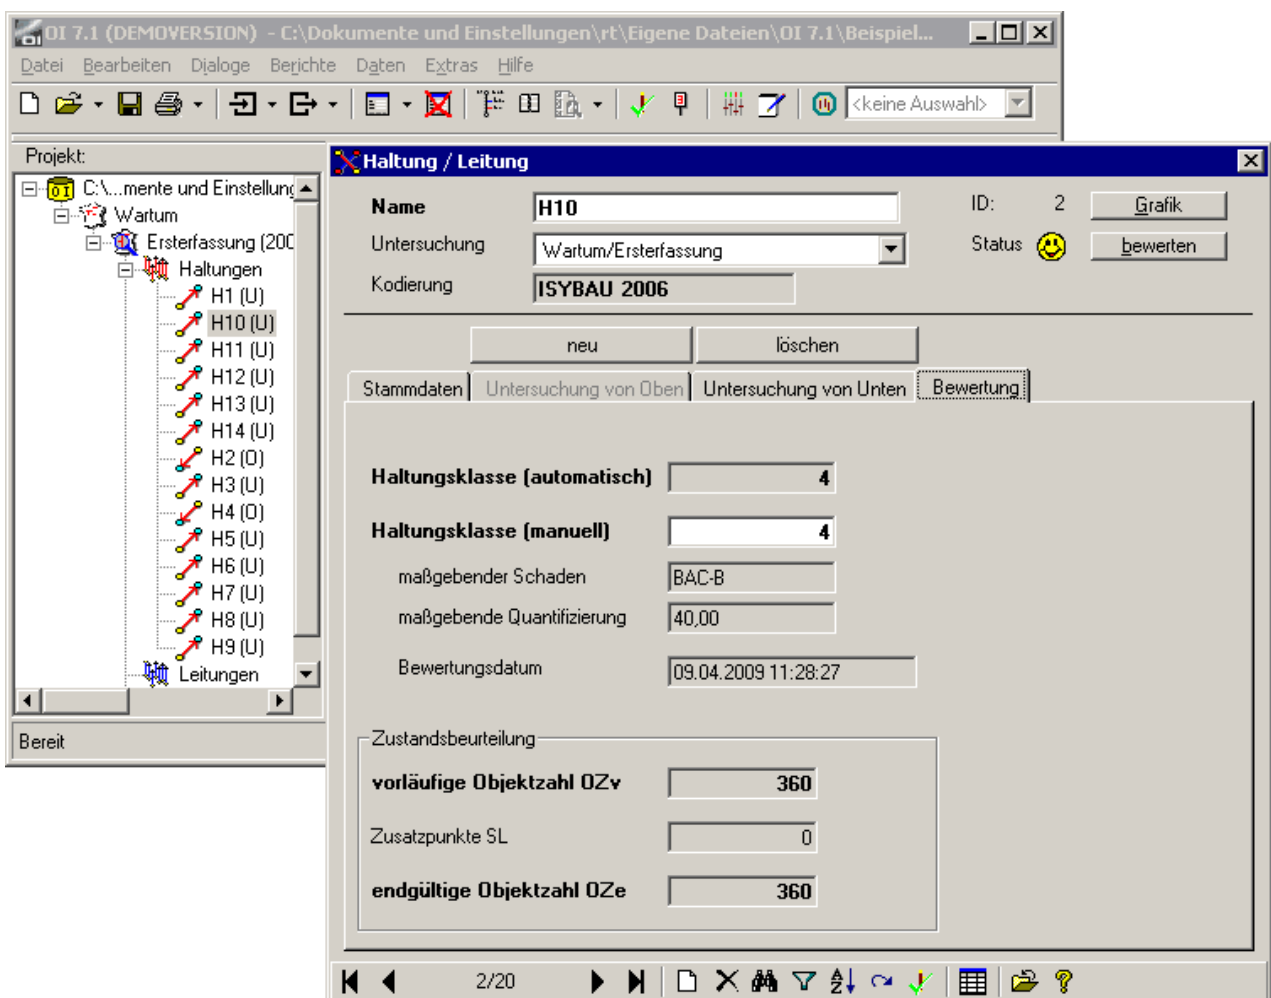 OI 7.1 (DEMOVERSION) - C:\Dokumente und Einstellungen\rt\Eigene Dateien\OI 7.1\Beispiel...
Datei Bearbeiten Dialoge Berichte Daten Extras Hilfe
<keine Auswahl>
Projekt:
C:\...mente und Einstellung
Wartum
Ersterfassung (200
Haltungen
H1 (U)
H10 (U)
H11 (U)
H12 (U)
H13 (U)
H14 (U)
H2 (O)
H3 (U)
H4 (O)
H5 (U)
H6 (U)
H7 (U)
H8 (U)
H9 (U)
Leitungen
Bereit
Haltung / Leitung
Name H10 ID: 2 Grafik
Untersuchung Wartum/Ersterfassung Status bewerten
Kodierung ISYBAU 2006
neu löschen
Stammdaten Untersuchung von Oben Untersuchung von Unten Bewertung
Haltungsklasse (automatisch) 4
Haltungsklasse (manuell) 4
maßgebender Schaden BAC-B
maßgebende Quantifizierung 40,00
Bewertungsdatum 09.04.2009 11:28:27
Zustandsbeurteilung
vorläufige Objektzahl OZv 360
Zusatzpunkte SL 0
endgültige Objektzahl OZe 360
2/20